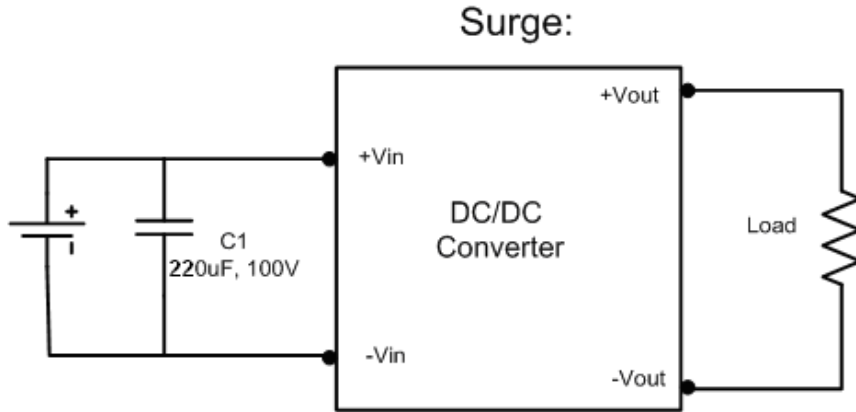 Surge:
+Vout
+Vin
DC/DC
Converter
+
-
C1
220uF, 100V
Load
-Vin
-Vout